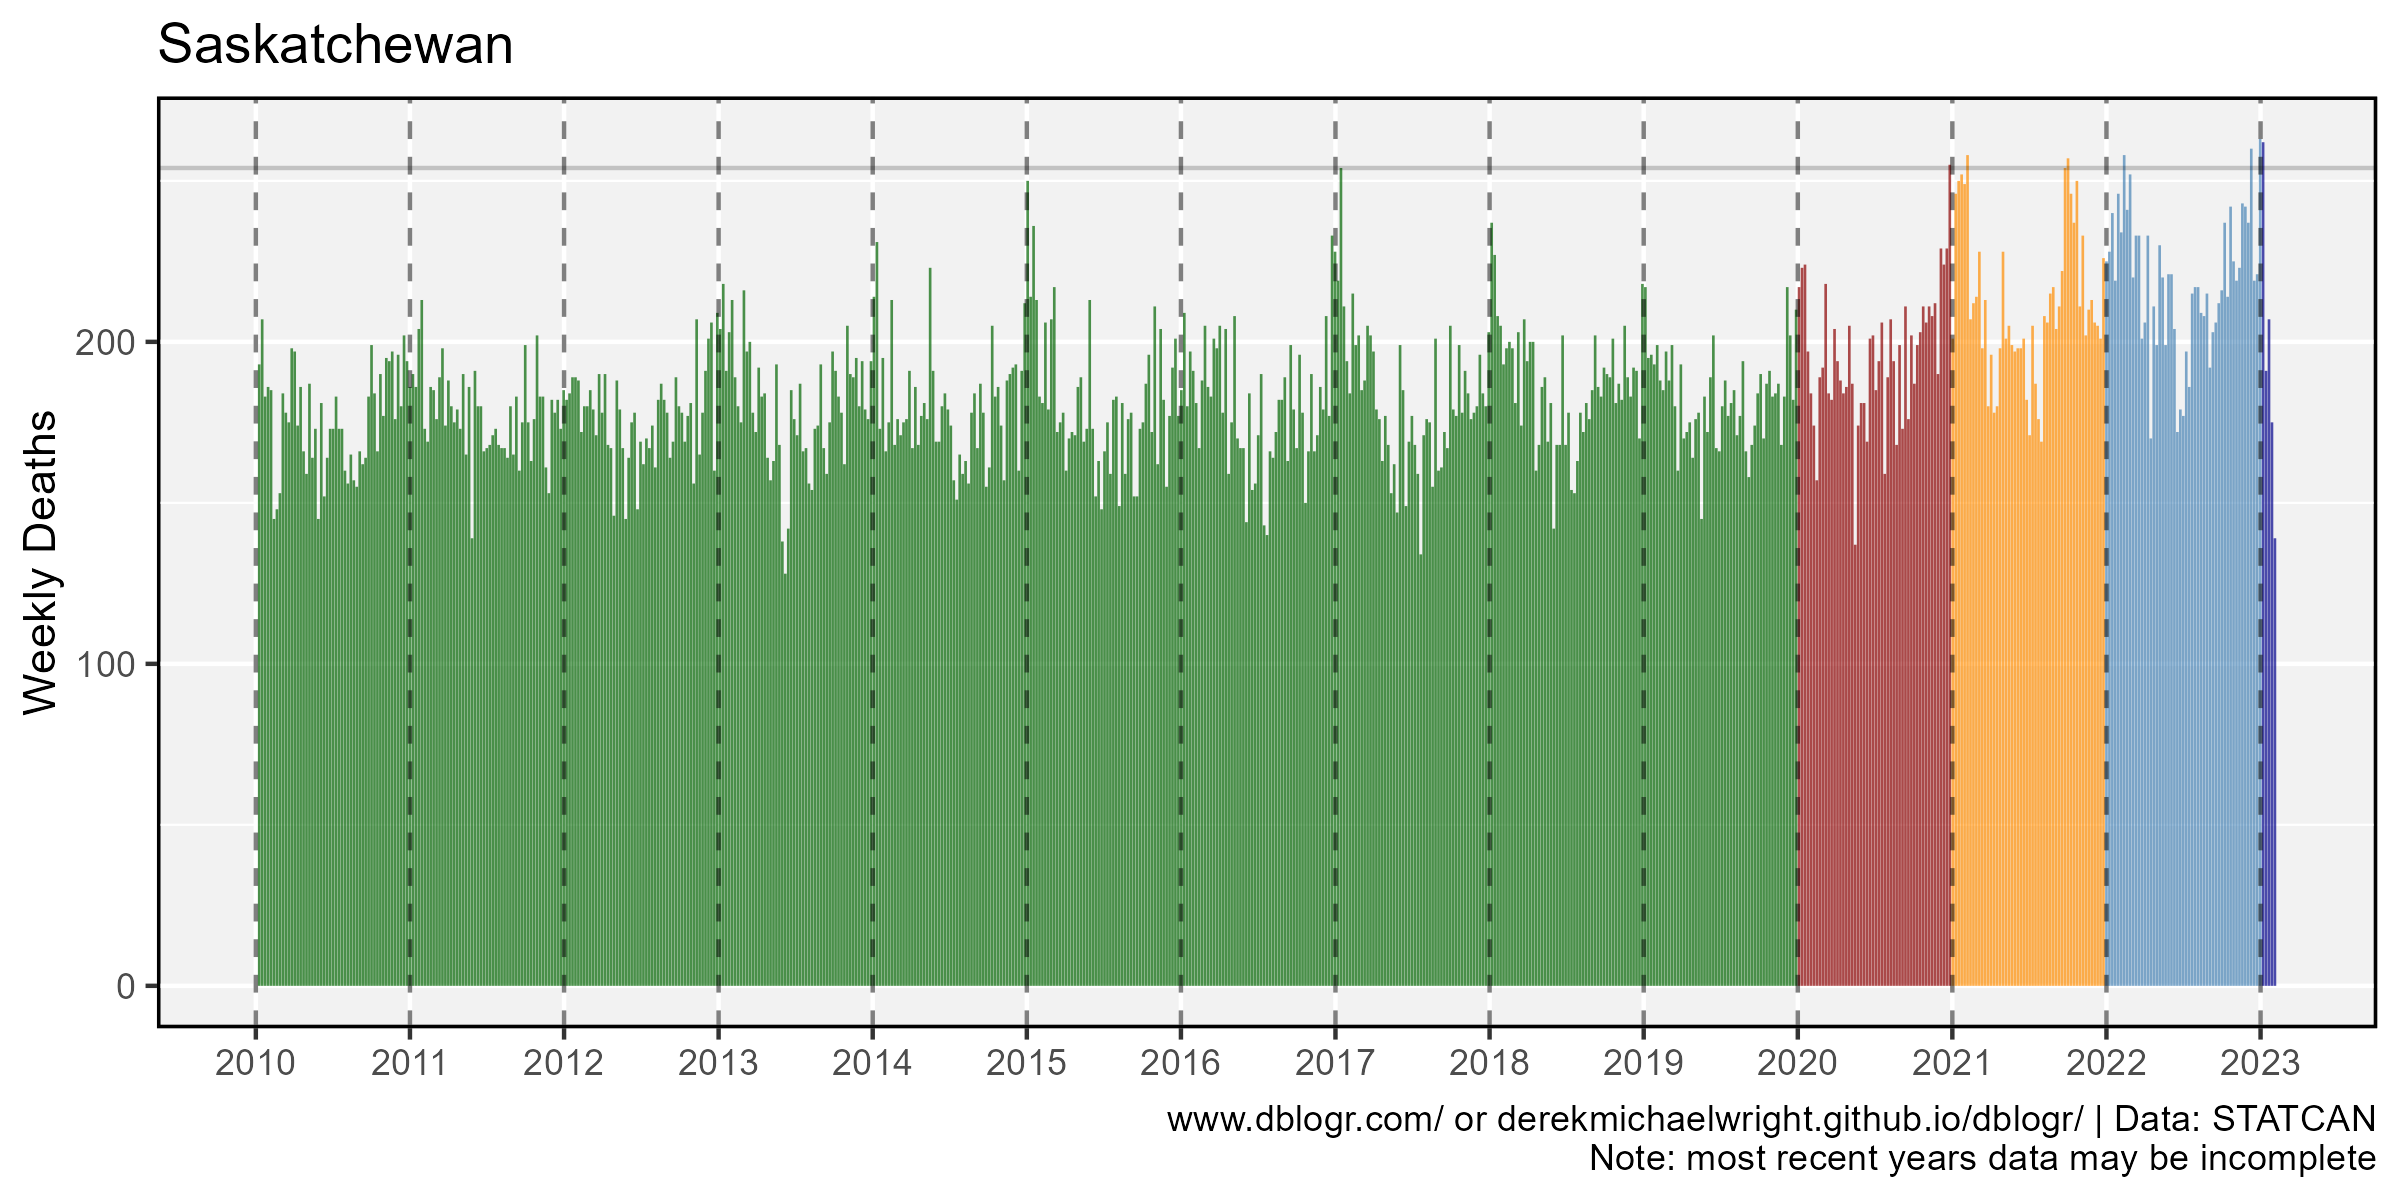 Saskatchewan
Weekly Deaths
200
100
0
2010 2011 2012 2013 2014 2015 2016 2017 2018 2019 2020 2021 2022 2023
www.dblogr.com/ or derekmichaelwright.github.io/dblogr/ | Data: STATCAN
Note: most recent years data may be incomplete